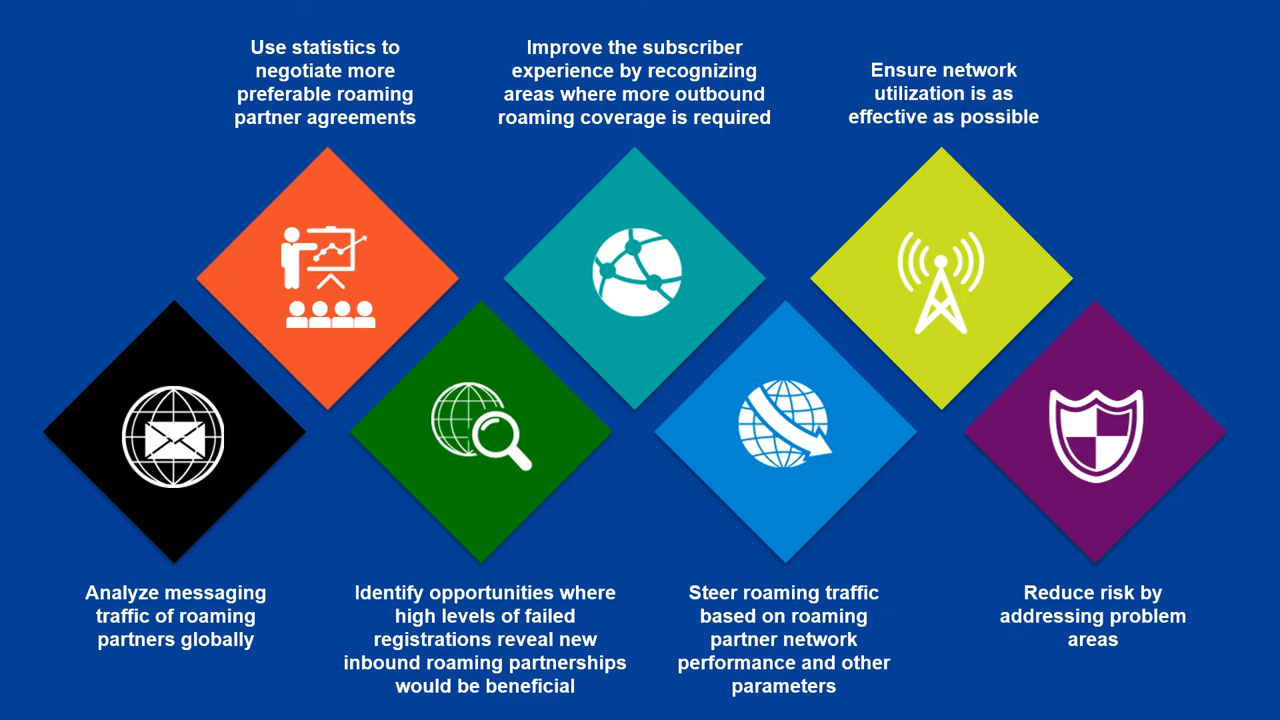 Use statistics to
negotiate more
preferable roaming
partner agreements
Improve the subscriber
experience by recognizing
areas where more outbound
roaming coverage is required
Ensure network
utilization is as
effective as possible
Analyze messaging
traffic of roaming
partners globally
Identify opportunities where
high levels of failed
registrations reveal new
inbound roaming partnerships
would be beneficial
Steer roaming traffic
based on roaming
partner network
performance and other
parameters
Reduce risk by
addressing problem
areas